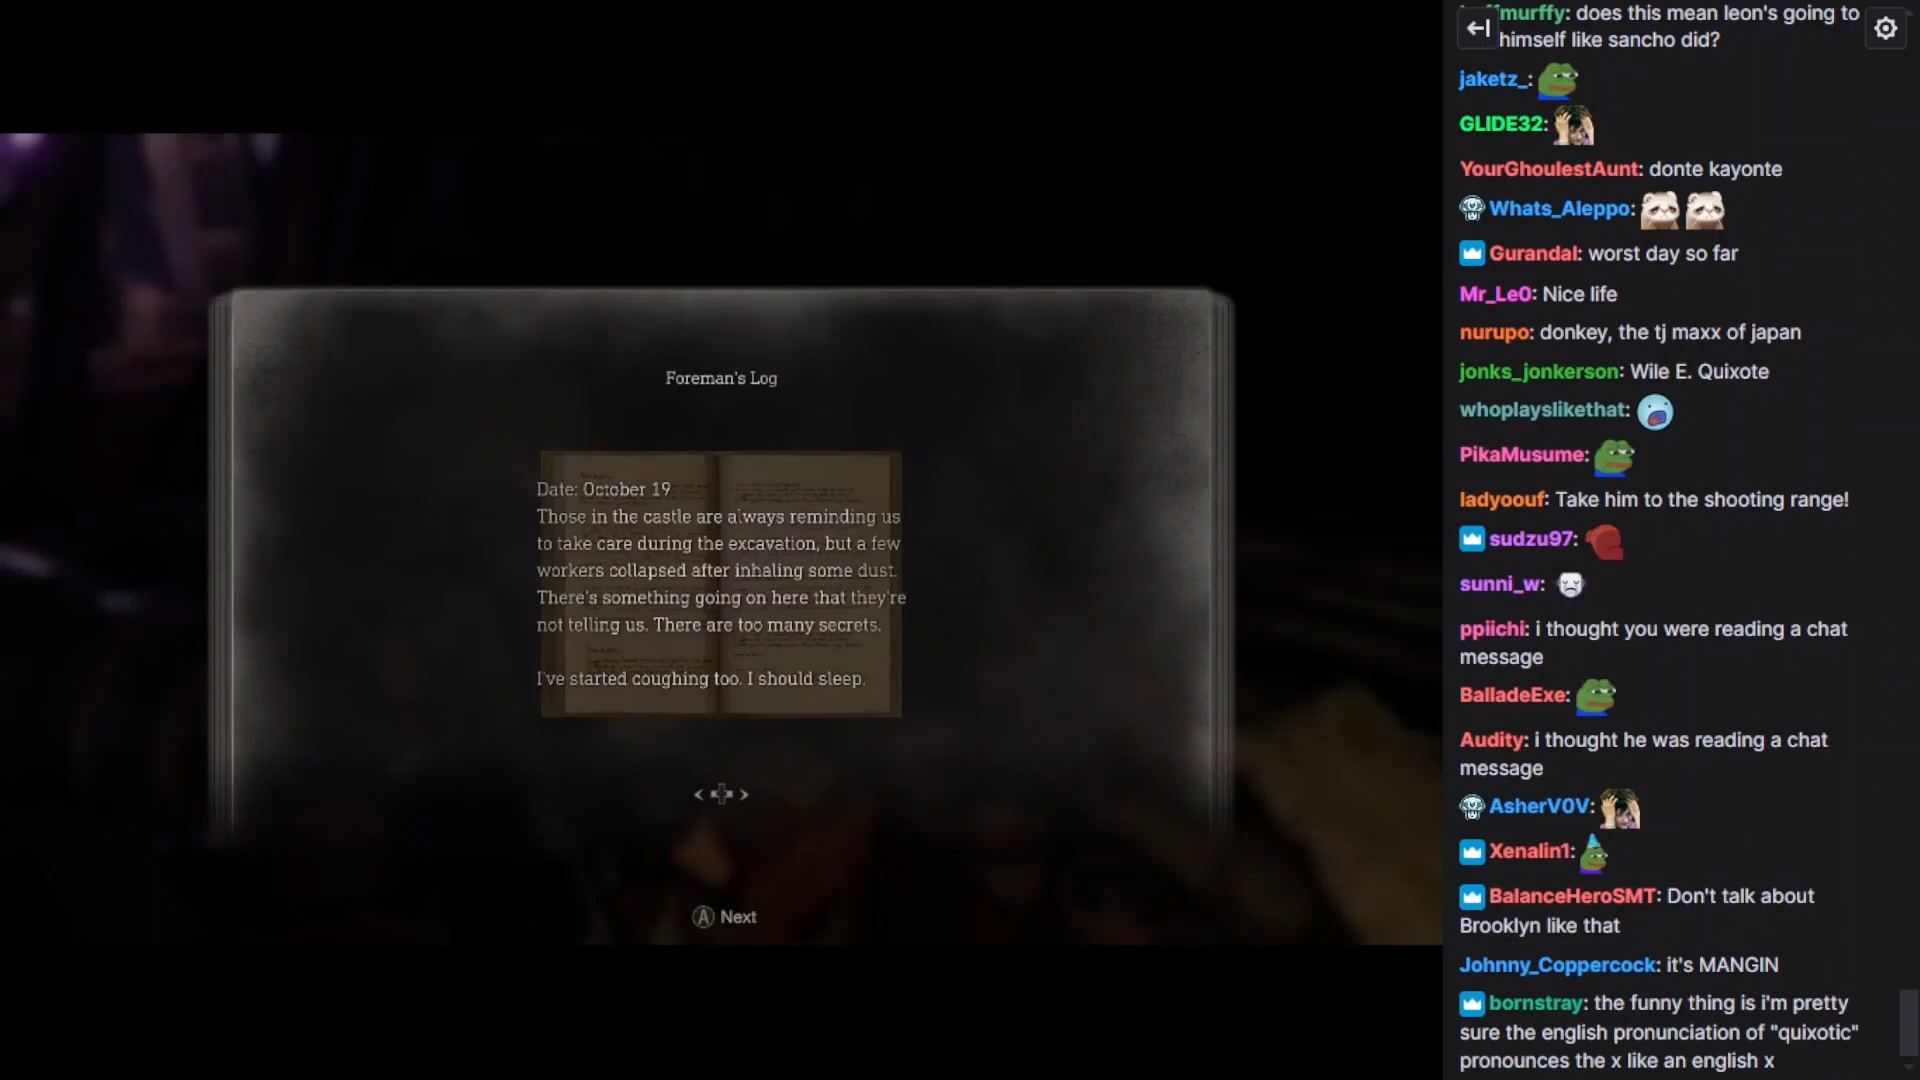 Foreman's Log
Date: October 19
Those in the castle are always reminding us
to take care during the excavation, but a few
workers collapsed after inhaling some dust.
There's something going on here that they're
not telling us. There are too many secrets.
I've started coughing too. I should sleep.
A Next
does this mean leon's going to
himself like sancho did?
jaketz_:
GLIDE32:
YourGhoulestAunt: donte kayonte
Whats_Aleppo:
Gurandal: worst day so far
Mr_Le0: Nice life
nurupo: donkey, the tj maxx of japan
jonks_jonkerson: Wile E. Quixote
whoplayslikethat:
PikaMusume:
ladyoouf: Take him to the shooting range!
sudzu97:
sunni_w:
ppiichi: i thought you were reading a chat
message
BalladeExe:
Audity: i thought he was reading a chat
message
AsherV0V:
Xenalin1:
BalanceHeroSMT: Don't talk about
Brooklyn like that
Johnny_Coppercock: it's MANGIN
bornstray: the funny thing is i'm pretty
sure the english pronunciation of "quixotic"
pronounces the x like an english x